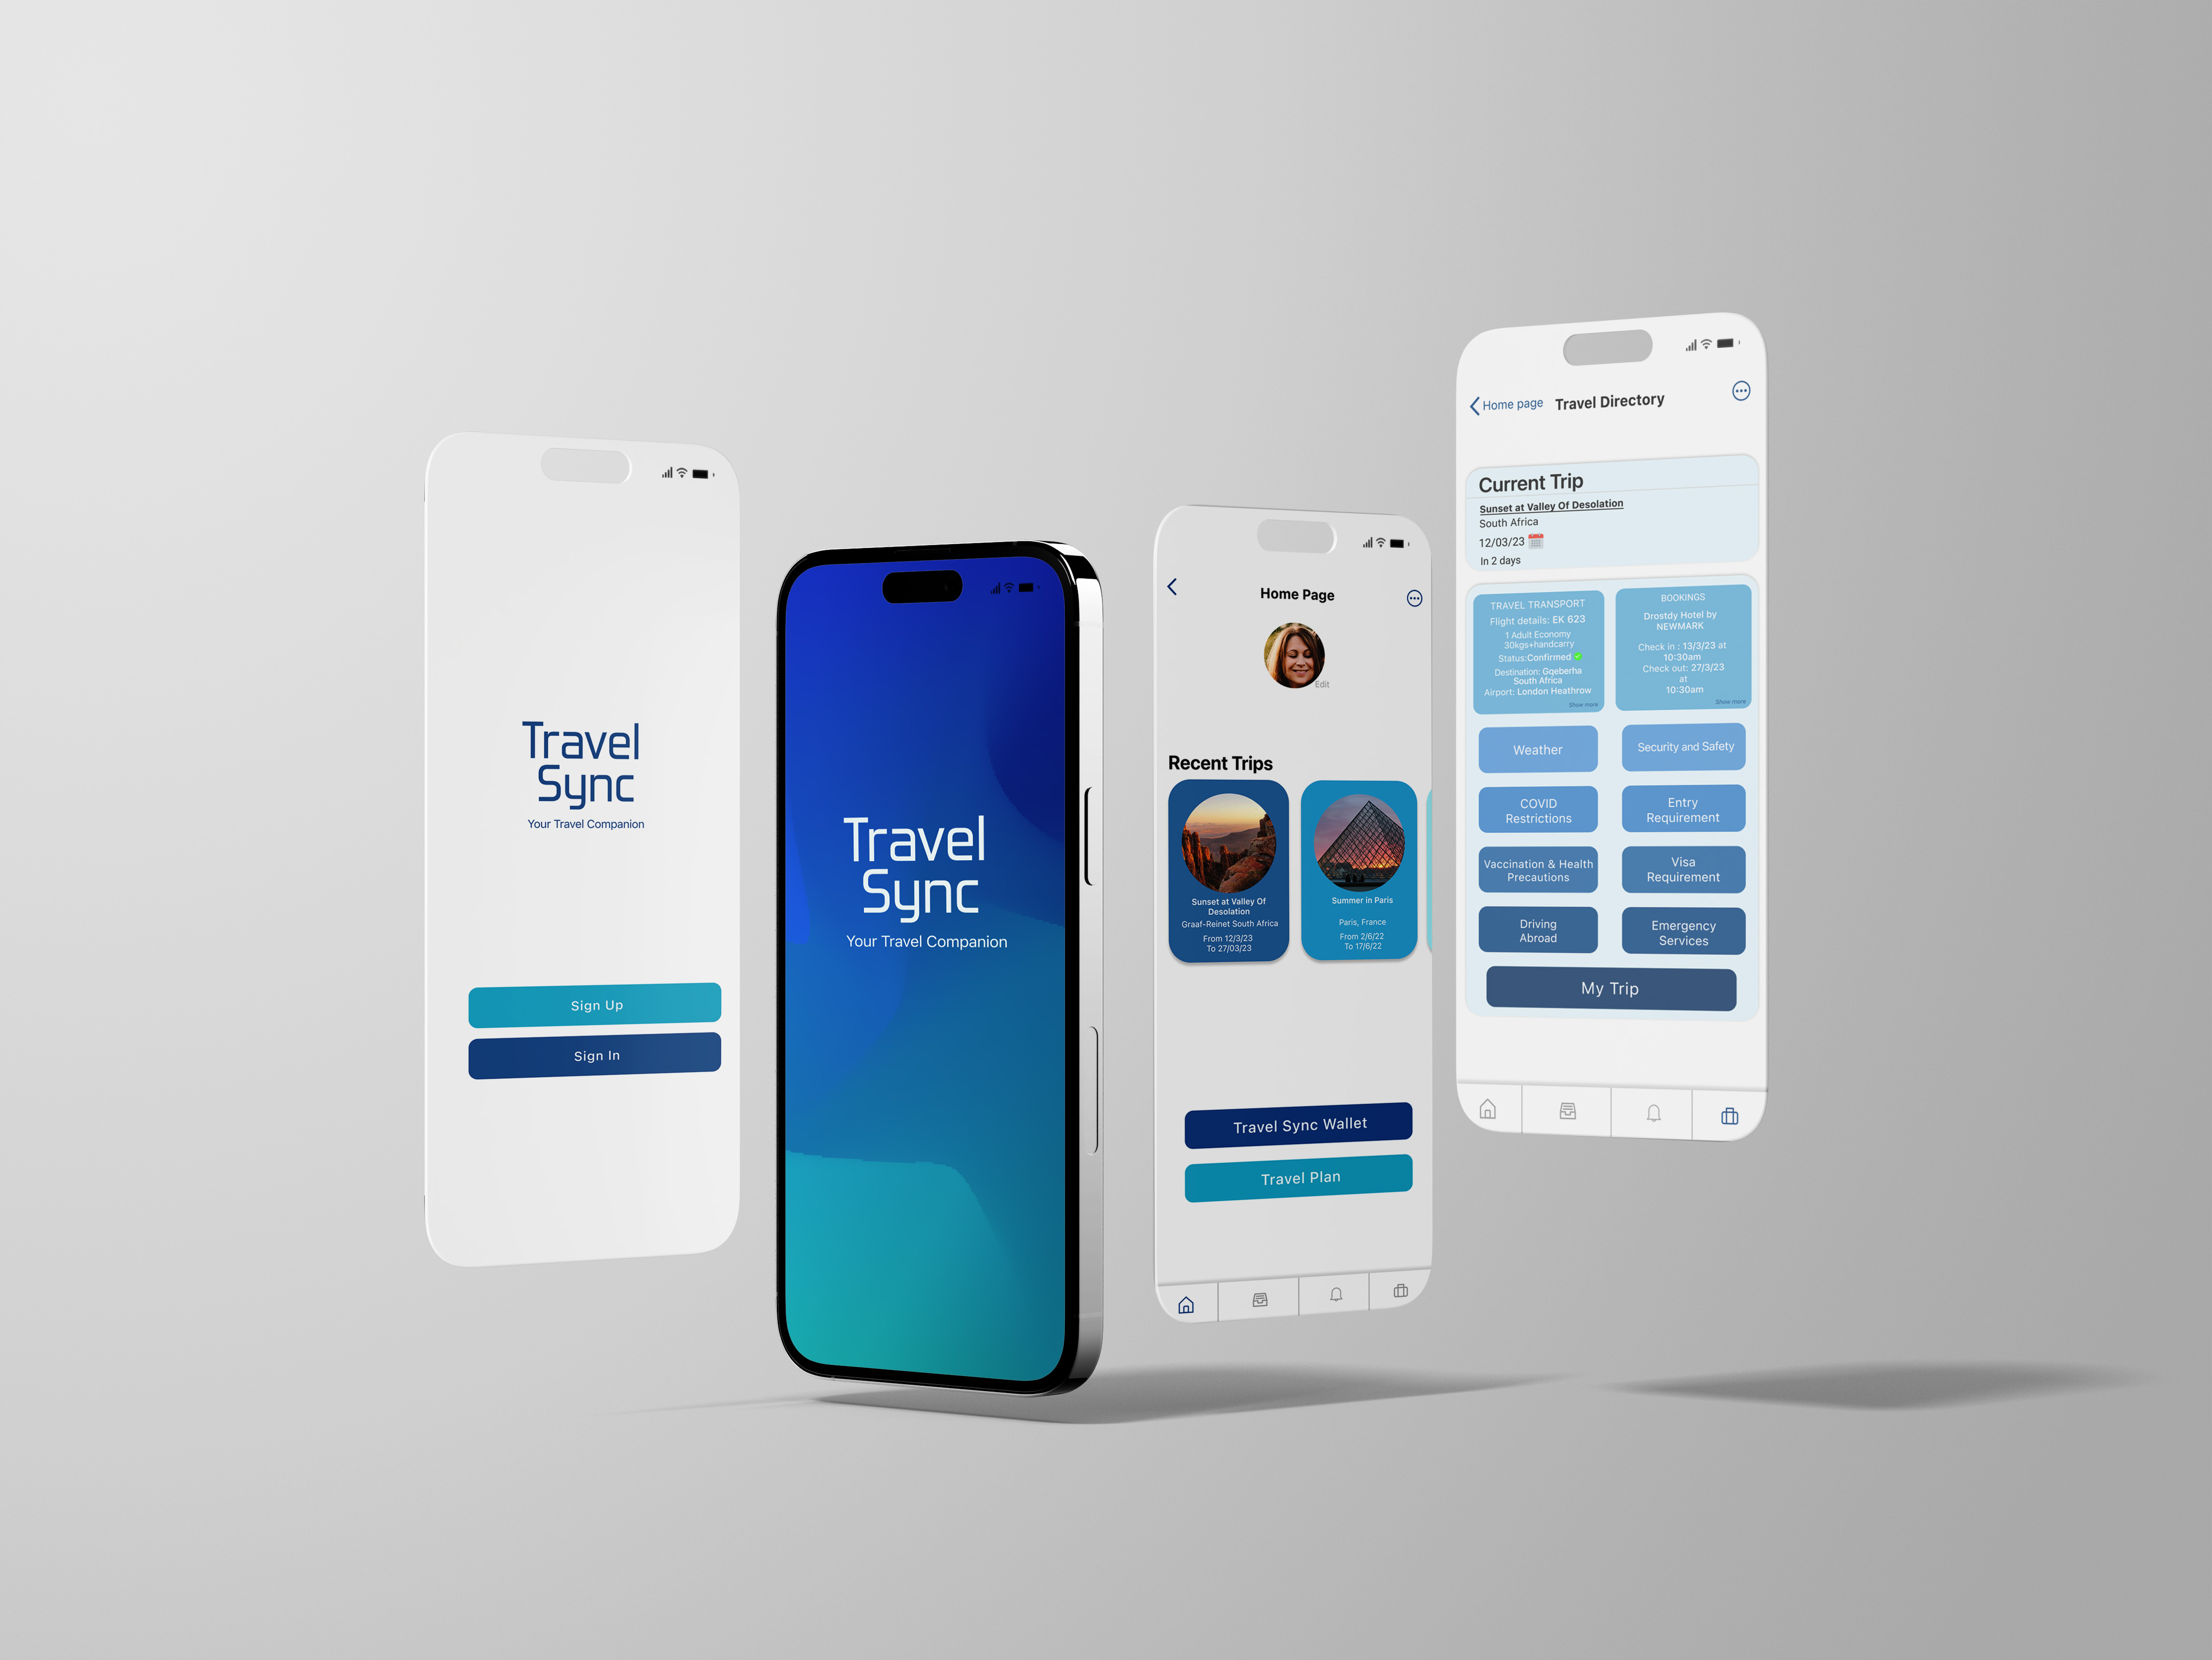 Travel
Sync
Your Travel Companion
Sign Up
Sign In
Travel
Sync
Your Travel Companion
Home Page
Edit
Recent Trips
Sunset at Valley Of
Desolation
Graaf-Reinet South Africa
From 12/3/23
To 27/03/23
Summer in Paris
Paris, France
From 2/6/22
To 17/6/22
Travel Sync Wallet
Travel Plan
Home page
Travel Directory
Current Trip
Sunset at Valley Of Desolation
South Africa
12/03/23
In 2 days
TRAVEL TRANSPORT
Flight details: EK 623
1 Adult Economy
30kgs+handcarry
Status:Confirmed
Destination: Gqeberha
South Africa
Airport: London Heathrow
Show more
BOOKINGS
Drostdy Hotel by
NEWMARK
Check in : 13/3/23 at
10:30am
Check out: 27/3/23
at
10:30am
Show more
Weather
Security and Safety
COVID
Restrictions
Entry
Requirement
Vaccination & Health
Precautions
Visa
Requirement
Driving
Abroad
Emergency
Services
My Trip